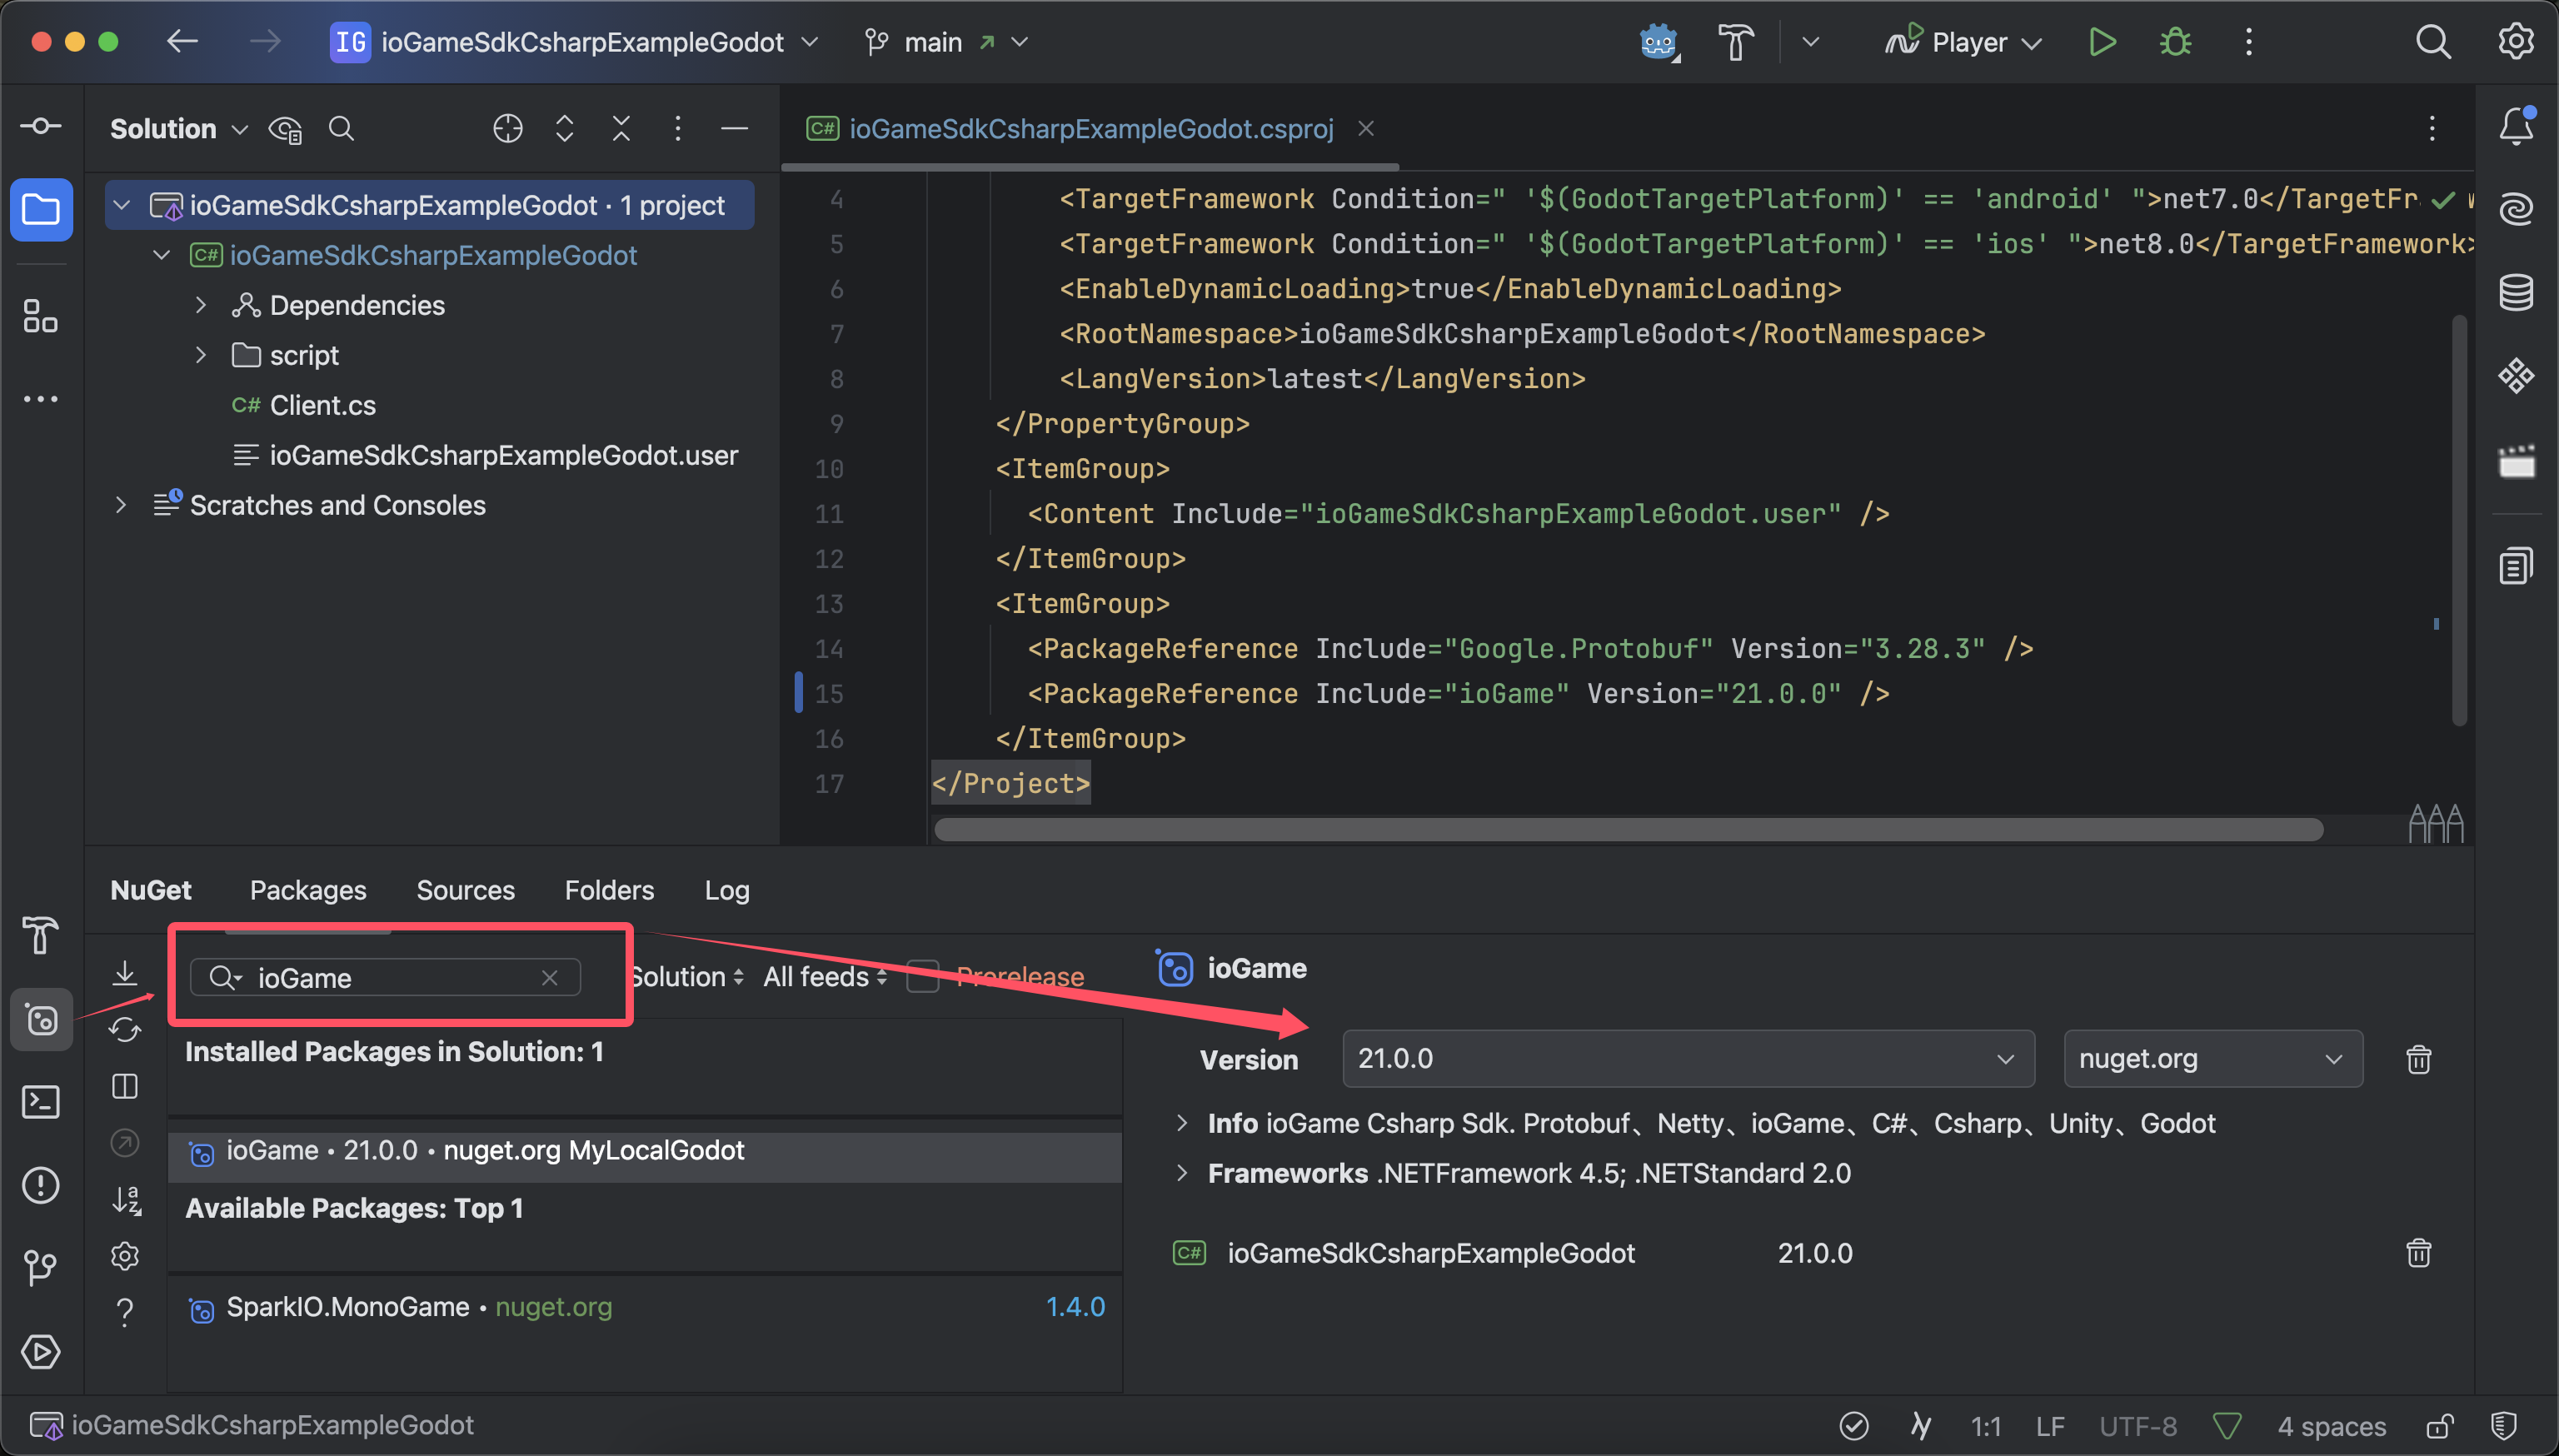 IG ioGameSdkCsharpExampleGodot main Player
Solution
ioGameSdkCsharpExampleGodot.csproj
ioGameSdkCsharpExampleGodot · 1 project
ioGameSdkCsharpExampleGodot
Dependencies
script
C# Client.cs
ioGameSdkCsharpExampleGodot.user
Scratches and Consoles
4 <TargetFramework Condition=" '$(GodotTargetPlatform)' == 'android' ">net7.0</TargetFr
5 <TargetFramework Condition=" '$(GodotTargetPlatform)' == 'ios' ">net8.0</TargetFramework>
6 <EnableDynamicLoading>true</EnableDynamicLoading>
7 <RootNamespace>ioGameSdkCsharpExampleGodot</RootNamespace>
8 <LangVersion>latest</LangVersion>
9 </PropertyGroup>
10 <ItemGroup>
11 <Content Include="ioGameSdkCsharpExampleGodot.user" />
12 </ItemGroup>
13 <ItemGroup>
14 <PackageReference Include="Google.Protobuf" Version="3.28.3" />
15 <PackageReference Include="ioGame" Version="21.0.0" />
16 </ItemGroup>
17 </Project>
NuGet Packages Sources Folders Log
ioGame Solution All feeds Prerelease
Installed Packages in Solution: 1
ioGame • 21.0.0 • nuget.org MyLocalGodot
Available Packages: Top 1
SparkIO.MonoGame • nuget.org 1.4.0
ioGame
Version 21.0.0 nuget.org
Info ioGame Csharp Sdk. Protobuf、Netty、ioGame、C#、Csharp、Unity、Godot
Frameworks .NETFramework 4.5; .NETStandard 2.0
C# ioGameSdkCsharpExampleGodot 21.0.0
ioGameSdkCsharpExampleGodot 1:1 LF UTF-8 4 spaces